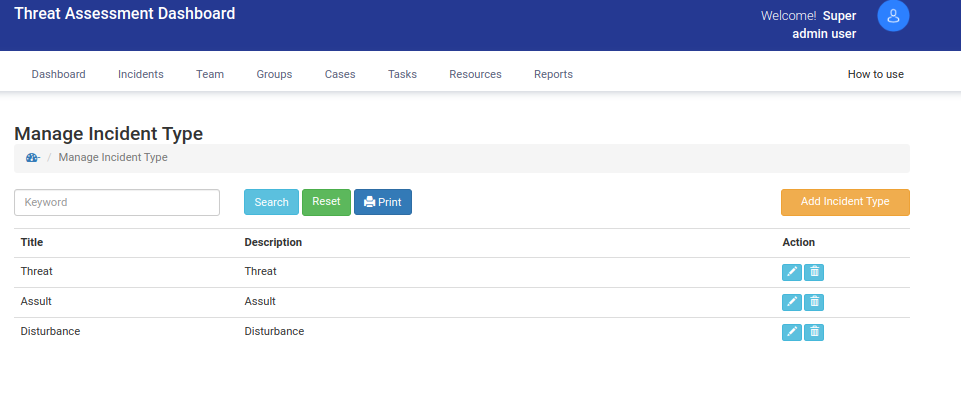 Threat Assessment Dashboard
Welcome! Super
admin user
Dashboard Incidents Team Groups Cases Tasks Resources Reports How to use
Manage Incident Type
/ Manage Incident Type
Keyword Search Reset Print Add Incident Type
Title Description Action
Threat Threat
Assult Assult
Disturbance Disturbance